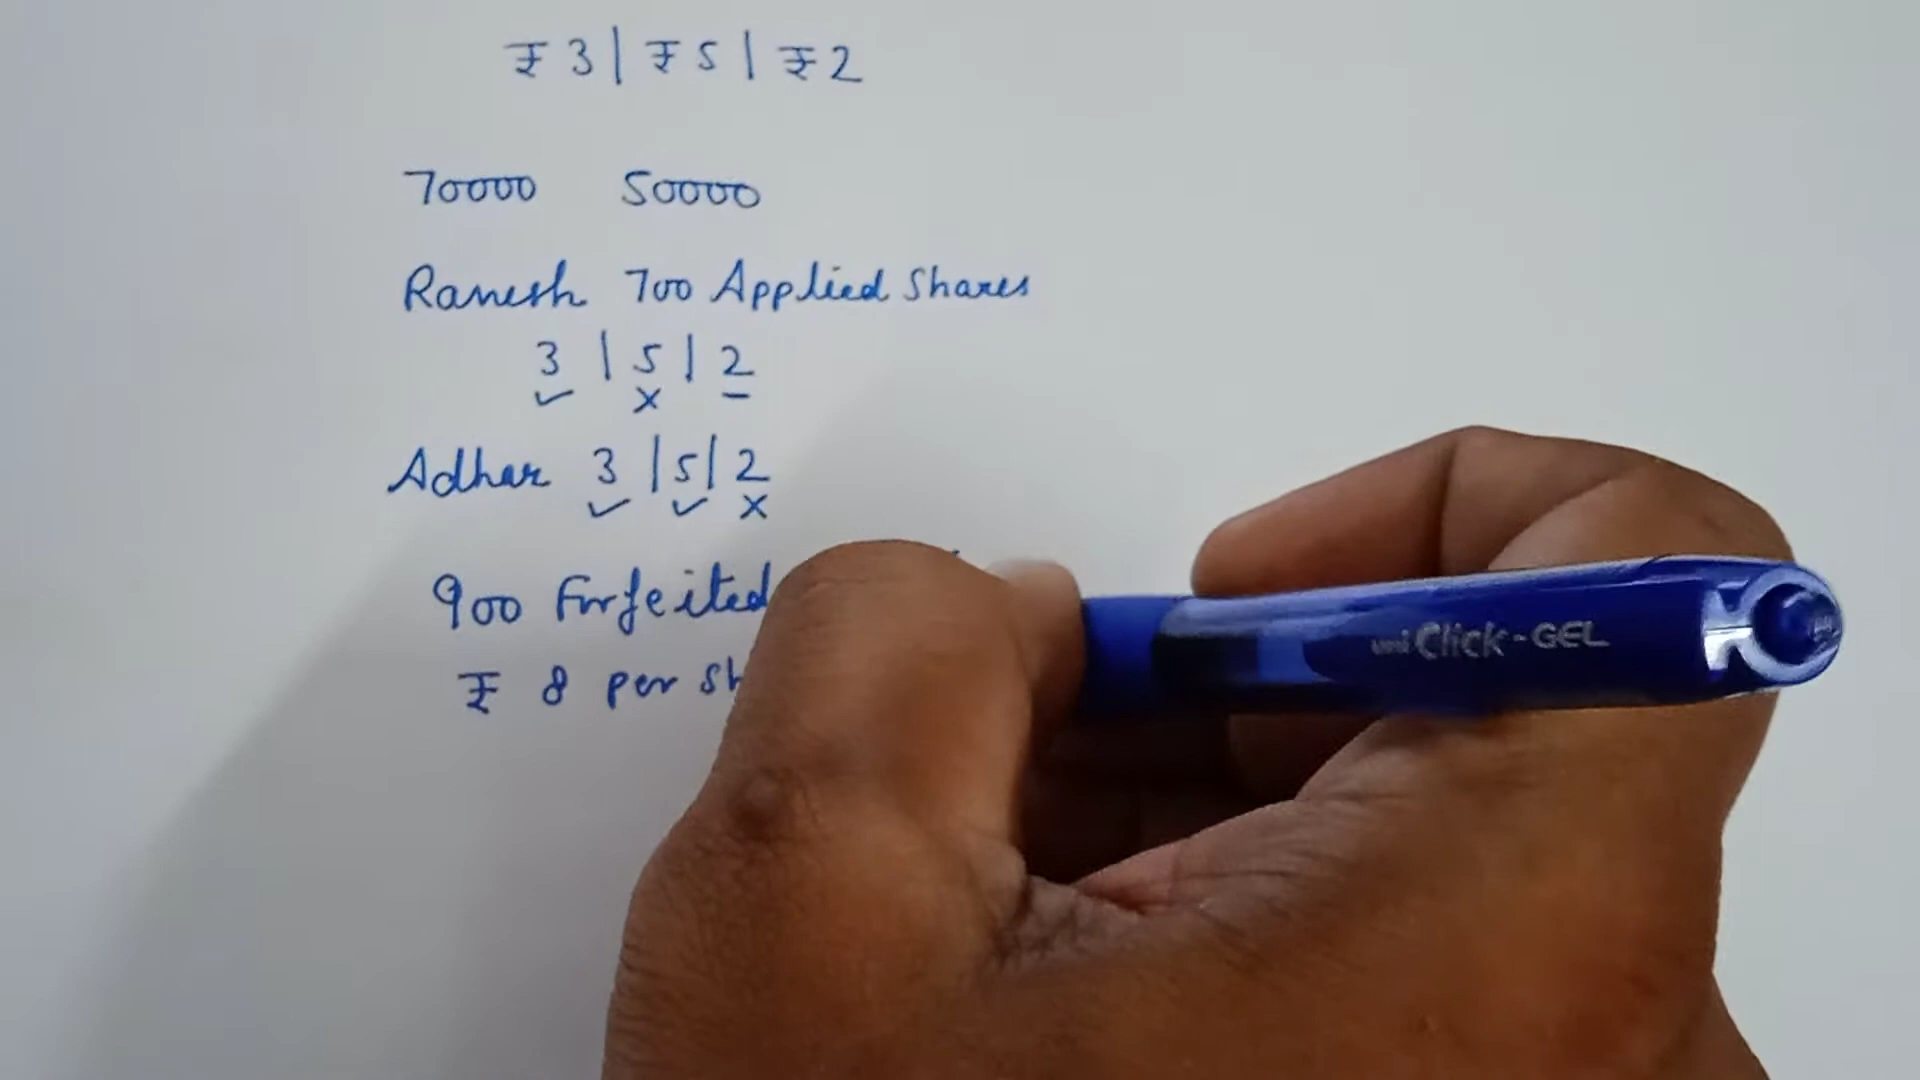 ₹ 3 | ₹ 5 | ₹ 2
70000 50000
Ramesh 700 Applied Shares
3 | 5 | 2
✓ x –
Adhar 3 | 5 | 2
✓ ✓ x
900 Forfeited
₹ 8 per sh
uni Click-GEL